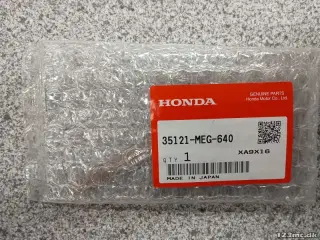 GENUINE PARTS
Honda Motor Co., Ltd.
HONDA
35121-MEG-640
XA9X16
QTY 1
MADE IN JAPAN